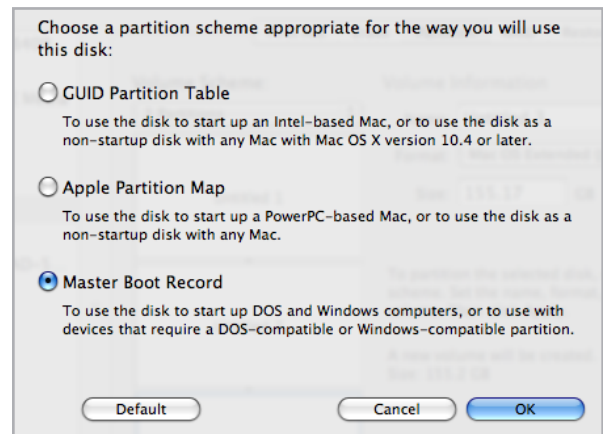 Choose a partition scheme appropriate for the way you will use
this disk:
GUID Partition Table
To use the disk to start up an Intel-based Mac, or to use the disk as a
non-startup disk with any Mac with Mac OS X version 10.4 or later.
Apple Partition Map
To use the disk to start up a PowerPC-based Mac, or to use the disk as a
non-startup disk with any Mac.
Master Boot Record
To use the disk to start up DOS and Windows computers, or to use with
devices that require a DOS-compatible or Windows-compatible partition.
Default
Cancel
OK